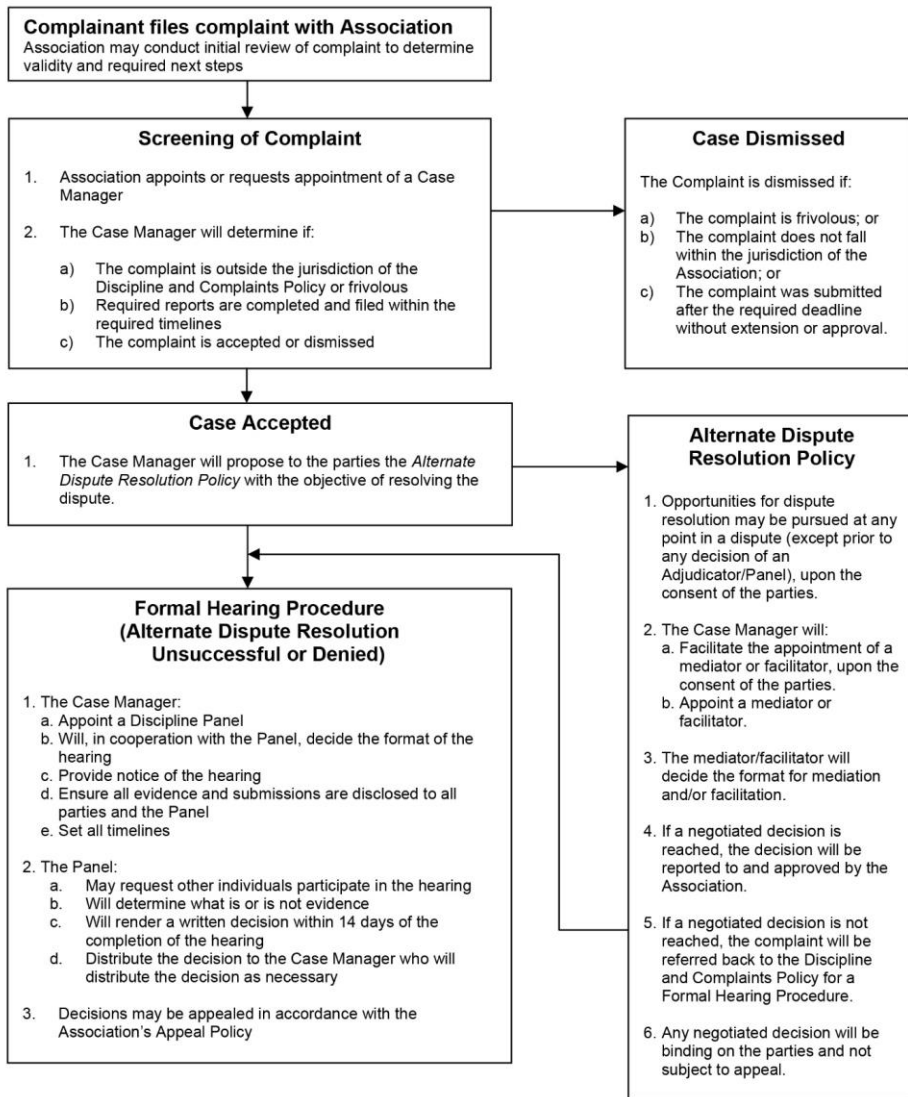 Complainant files complaint with Association
Association may conduct initial review of complaint to determine
validity and required next steps
Screening of Complaint
1. Association appoints or requests appointment of a Case
Manager
2. The Case Manager will determine if:
a) The complaint is outside the jurisdiction of the
Discipline and Complaints Policy or frivolous
b) Required reports are completed and filed within the
required timelines
c) The complaint is accepted or dismissed
Case Dismissed
The Complaint is dismissed if:
a) The complaint is frivolous; or
b) The complaint does not fall
within the jurisdiction of the
Association; or
c) The complaint was submitted
after the required deadline
without extension or approval.
Case Accepted
1. The Case Manager will propose to the parties the Alternate
Dispute Resolution Policy with the objective of resolving the
dispute.
Alternate Dispute
Resolution Policy
1. Opportunities for dispute
resolution may be pursued at any
point in a dispute (except prior to
any decision of an
Adjudicator/Panel), upon the
consent of the parties.
2. The Case Manager will:
a. Facilitate the appointment of a
mediator or facilitator, upon the
consent of the parties.
b. Appoint a mediator or
facilitator.
3. The mediator/facilitator will
decide the format for mediation
and/or facilitation.
4. If a negotiated decision is
reached, the decision will be
reported to and approved by the
Association.
5. If a negotiated decision is not
reached, the complaint will be
referred back to the Discipline
and Complaints Policy for a
Formal Hearing Procedure.
6. Any negotiated decision will be
binding on the parties and not
subject to appeal.
Formal Hearing Procedure
(Alternate Dispute Resolution
Unsuccessful or Denied)
1. The Case Manager:
a. Appoint a Discipline Panel
b. Will, in cooperation with the Panel, decide the format of the
hearing
c. Provide notice of the hearing
d. Ensure all evidence and submissions are disclosed to all
parties and the Panel
e. Set all timelines
2. The Panel:
a. May request other individuals participate in the hearing
b. Will determine what is or is not evidence
c. Will render a written decision within 14 days of the
completion of the hearing
d. Distribute the decision to the Case Manager who will
distribute the decision as necessary
3. Decisions may be appealed in accordance with the
Association's Appeal Policy